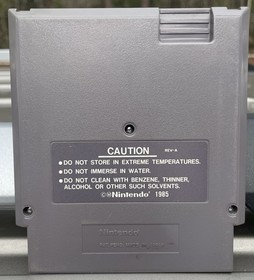 CAUTION REV-A
●DO NOT STORE IN EXTREME TEMPERATURES.
●DO NOT IMMERSE IN WATER.
●DO NOT CLEAN WITH BENZENE, THINNER,
ALCOHOL OR OTHER SUCH SOLVENTS.
©®Nintendo® 1985
Nintendo